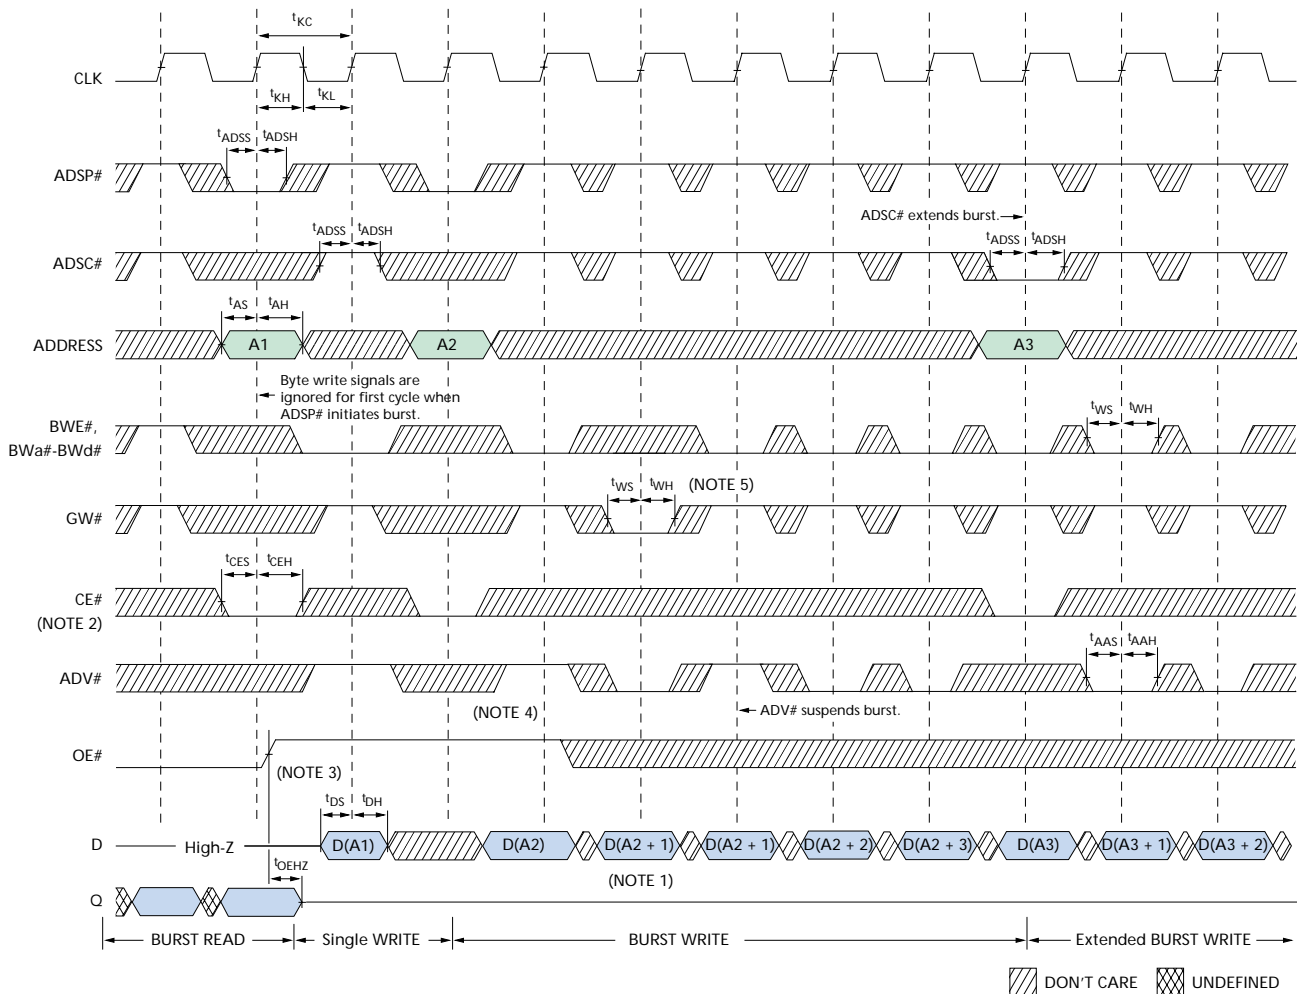 tKC
CLK
tKH
tKL
tADSS
tADSH
ADSP#
ADSC# extends burst.
tADSS
tADSH
tADSS
tADSH
ADSC#
tAS
tAH
ADDRESS
A1
A2
A3
Byte write signals are
ignored for first cycle when
ADSP# initiates burst.
BWE#,
BWa#-BWd#
tWS
tWH
tWS
tWH
(NOTE 5)
GW#
tCES
tCEH
CE#
(NOTE 2)
tAAS
tAAH
ADV#
(NOTE 4)
ADV# suspends burst.
OE#
(NOTE 3)
tDS
tDH
D
High-Z
D(A1)
D(A2)
D(A2 + 1)
D(A2 + 1)
D(A2 + 2)
D(A2 + 3)
D(A3)
D(A3 + 1)
D(A3 + 2)
tOEHZ
(NOTE 1)
Q
BURST READ
Single WRITE
BURST WRITE
Extended BURST WRITE
DON'T CARE
UNDEFINED